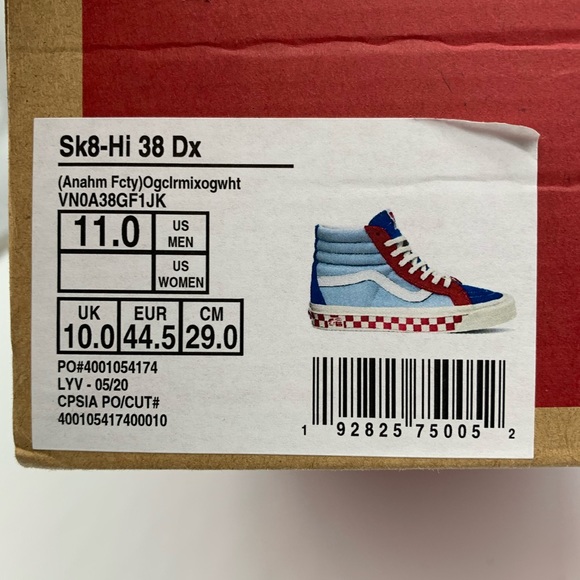 Sk8-Hi 38 Dx
(Anahm Fcty)Ogclrmixogwht
VN0A38GF1JK
11.0 US MEN
US WOMEN
UK 10.0 EUR 44.5 CM 29.0
PO#4001054174
LYV - 05/20
CPSIA PO/CUT#
400105417400010
1 92825 75005 2